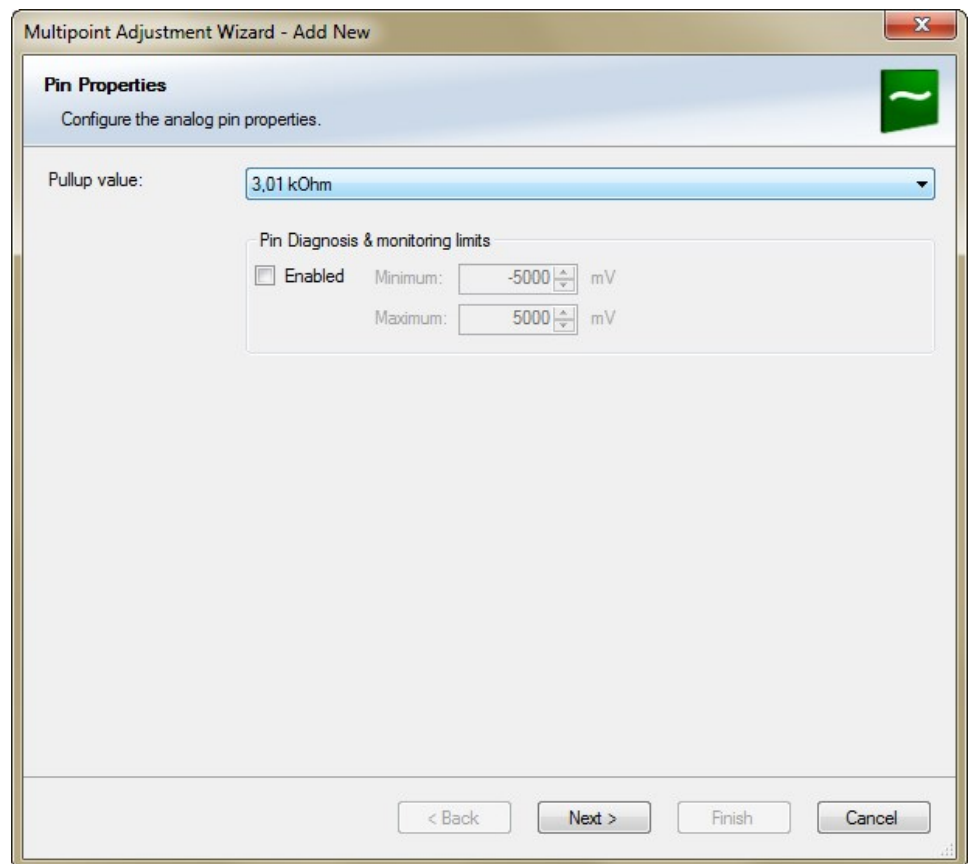 Multipoint Adjustment Wizard - Add New
Pin Properties
Configure the analog pin properties.
Pullup value: 3,01 kOhm
Pin Diagnosis & monitoring limits
Enabled Minimum: -5000 mV
Maximum: 5000 mV
< Back Next > Finish Cancel